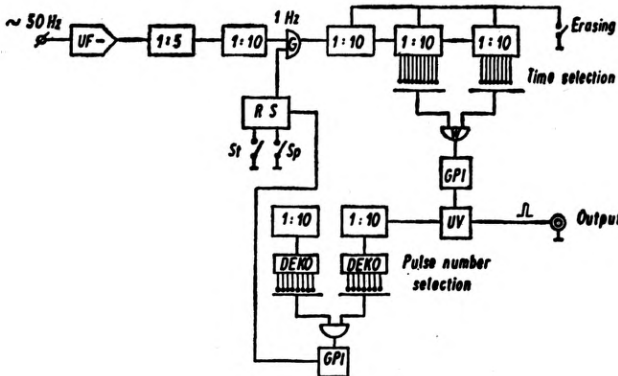 ~ 50 Hz
UF-
1:5
1:10
1 Hz
G
1:10
1:10
1:10
Erasing
Time selection
R S
St
Sp
GPI
1:10
1:10
UV
Output
DEKO
DEKO
Pulse number
selection
GPI